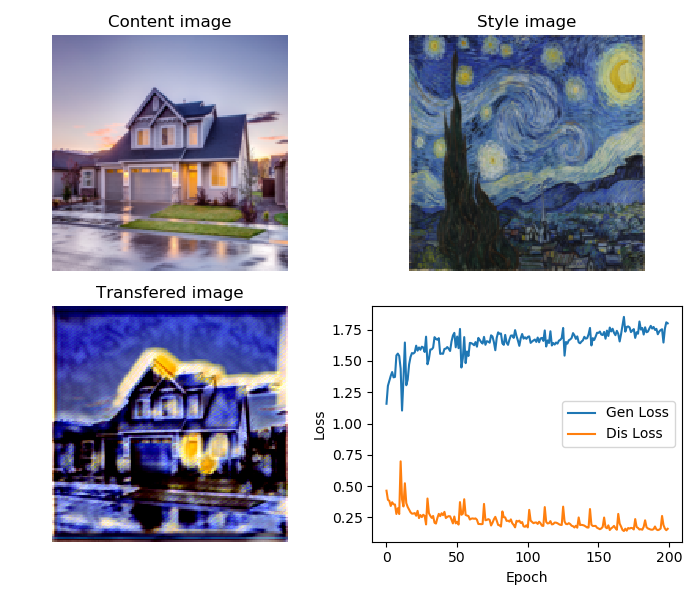 Content image
Style image
Transfered image
Loss
1.75
1.50
1.25
1.00
0.75
0.50
0.25
Gen Loss
Dis Loss
0
50
100
150
200
Epoch